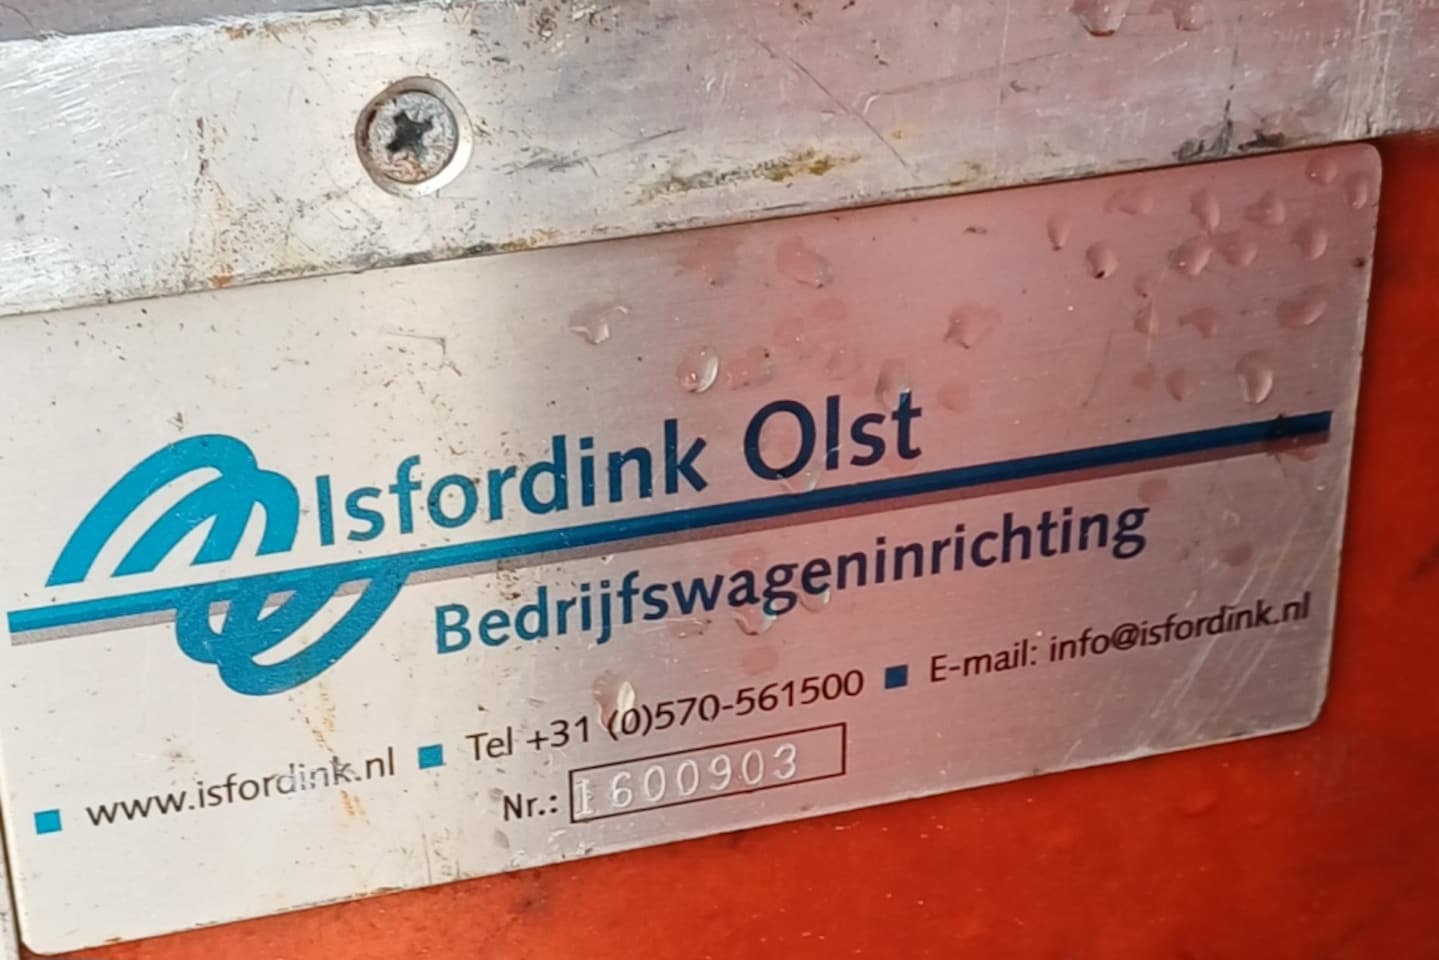 Isfordink Olst
Bedrijfswageninrichting
www.isfordink.nl ■ Tel +31 (0)570-561500 ■ E-mail: info@isfordink.nl
Nr.: 1600903